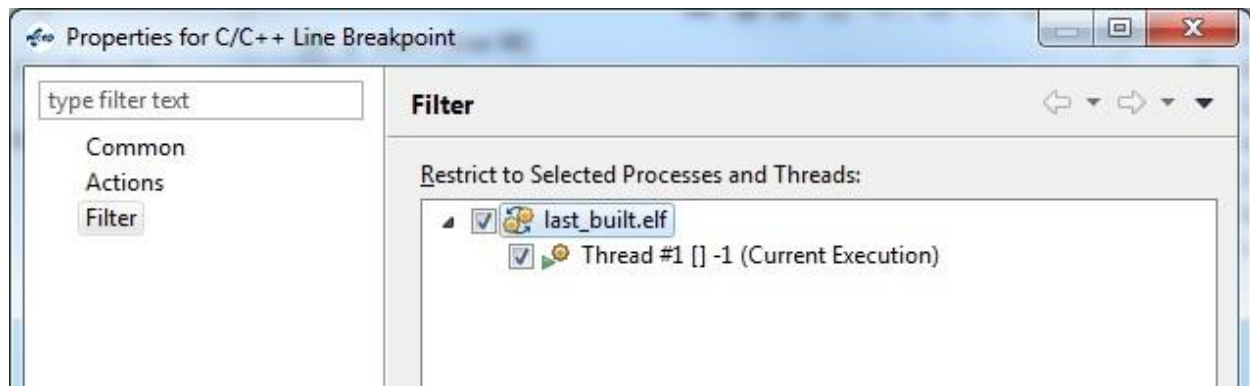 Properties for C/C++ Line Breakpoint
type filter text
Common
Actions
Filter
Filter
Restrict to Selected Processes and Threads:
last_built.elf
Thread #1 [] -1 (Current Execution)